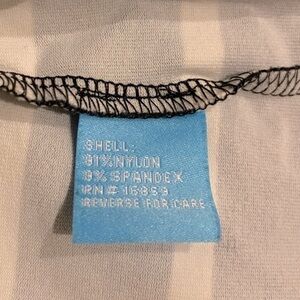 SHELL:
91%NYLON
9% SPANDEX
RN# 16859
REVERSE FOR CARE